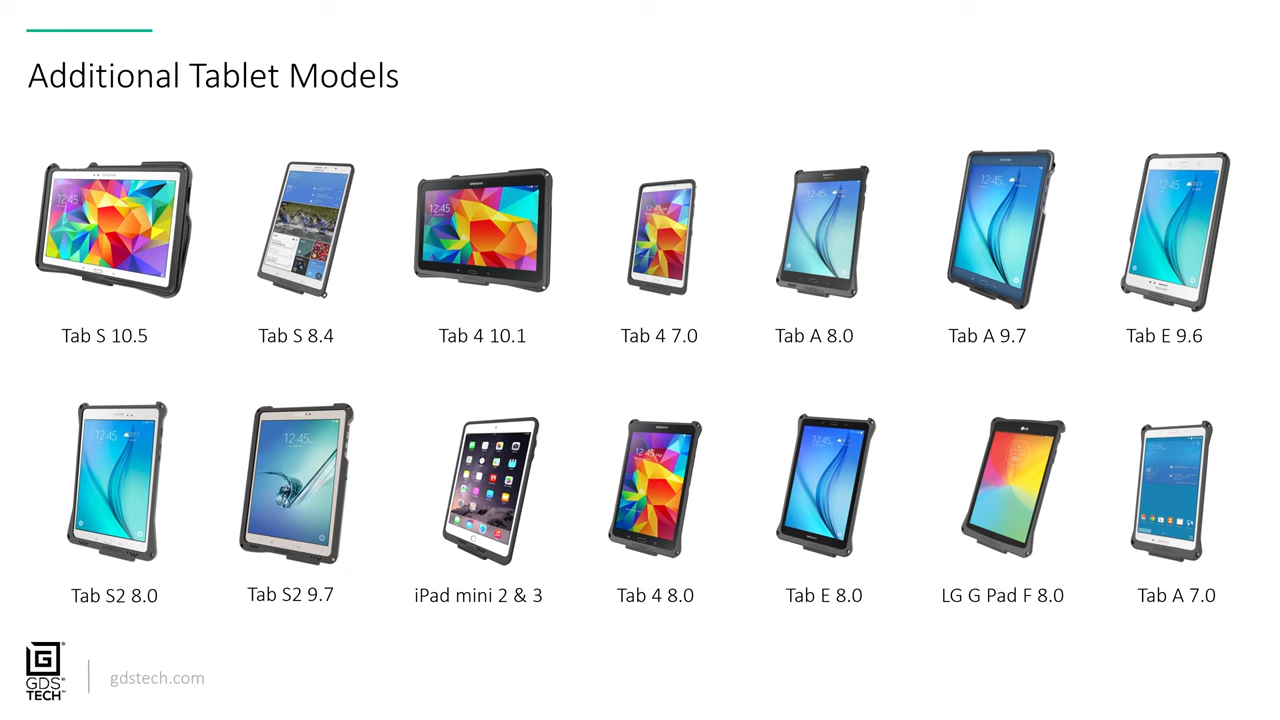 Additional Tablet Models
Tab S 10.5
Tab S 8.4
Tab 4 10.1
Tab 4 7.0
Tab A 8.0
Tab A 9.7
Tab E 9.6
Tab S2 8.0
Tab S2 9.7
iPad mini 2 & 3
Tab 4 8.0
Tab E 8.0
LG G Pad F 8.0
Tab A 7.0
G
GDS
TECH
gdstech.com